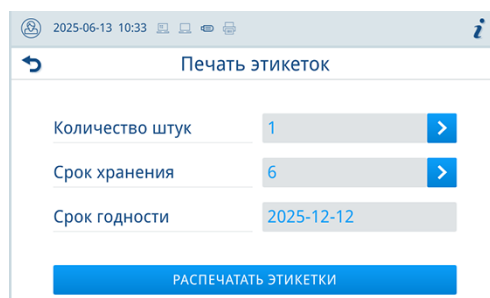 2025-06-13 10:33
i
Печать этикеток
Количество штук 1
Срок хранения 6
Срок годности 2025-12-12
РАСПЕЧАТАТЬ ЭТИКЕТКИ